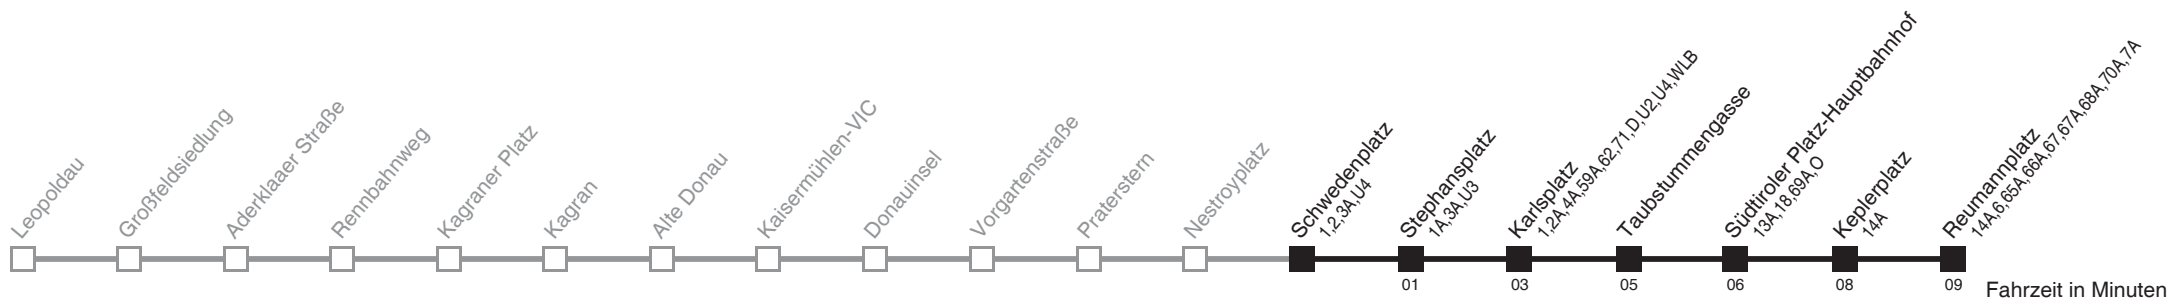 Leopoldau
Großfeldsiedlung
Aderklaaer Straße
Rennbahnweg
Kagraner Platz
Kagran
Alte Donau
Kaisermühlen-VIC
Donauinsel
Vorgartenstraße
Praterstern
Nestroyplatz
Schwedenplatz
1,2,3A,U4
Stephansplatz
1A,3A,U3
Karlsplatz
1,2A,4A,59A,62,71,D,U2,U4,WLB
Taubstummengasse
Südtiroler Platz-Hauptbahnhof
13A,18,69A,O
Keplerplatz
14A
Reumannplatz
14A,6,65A,66A,67,67A,68A,70A,7A
01
03
05
06
08
09
Fahrzeit in Minuten